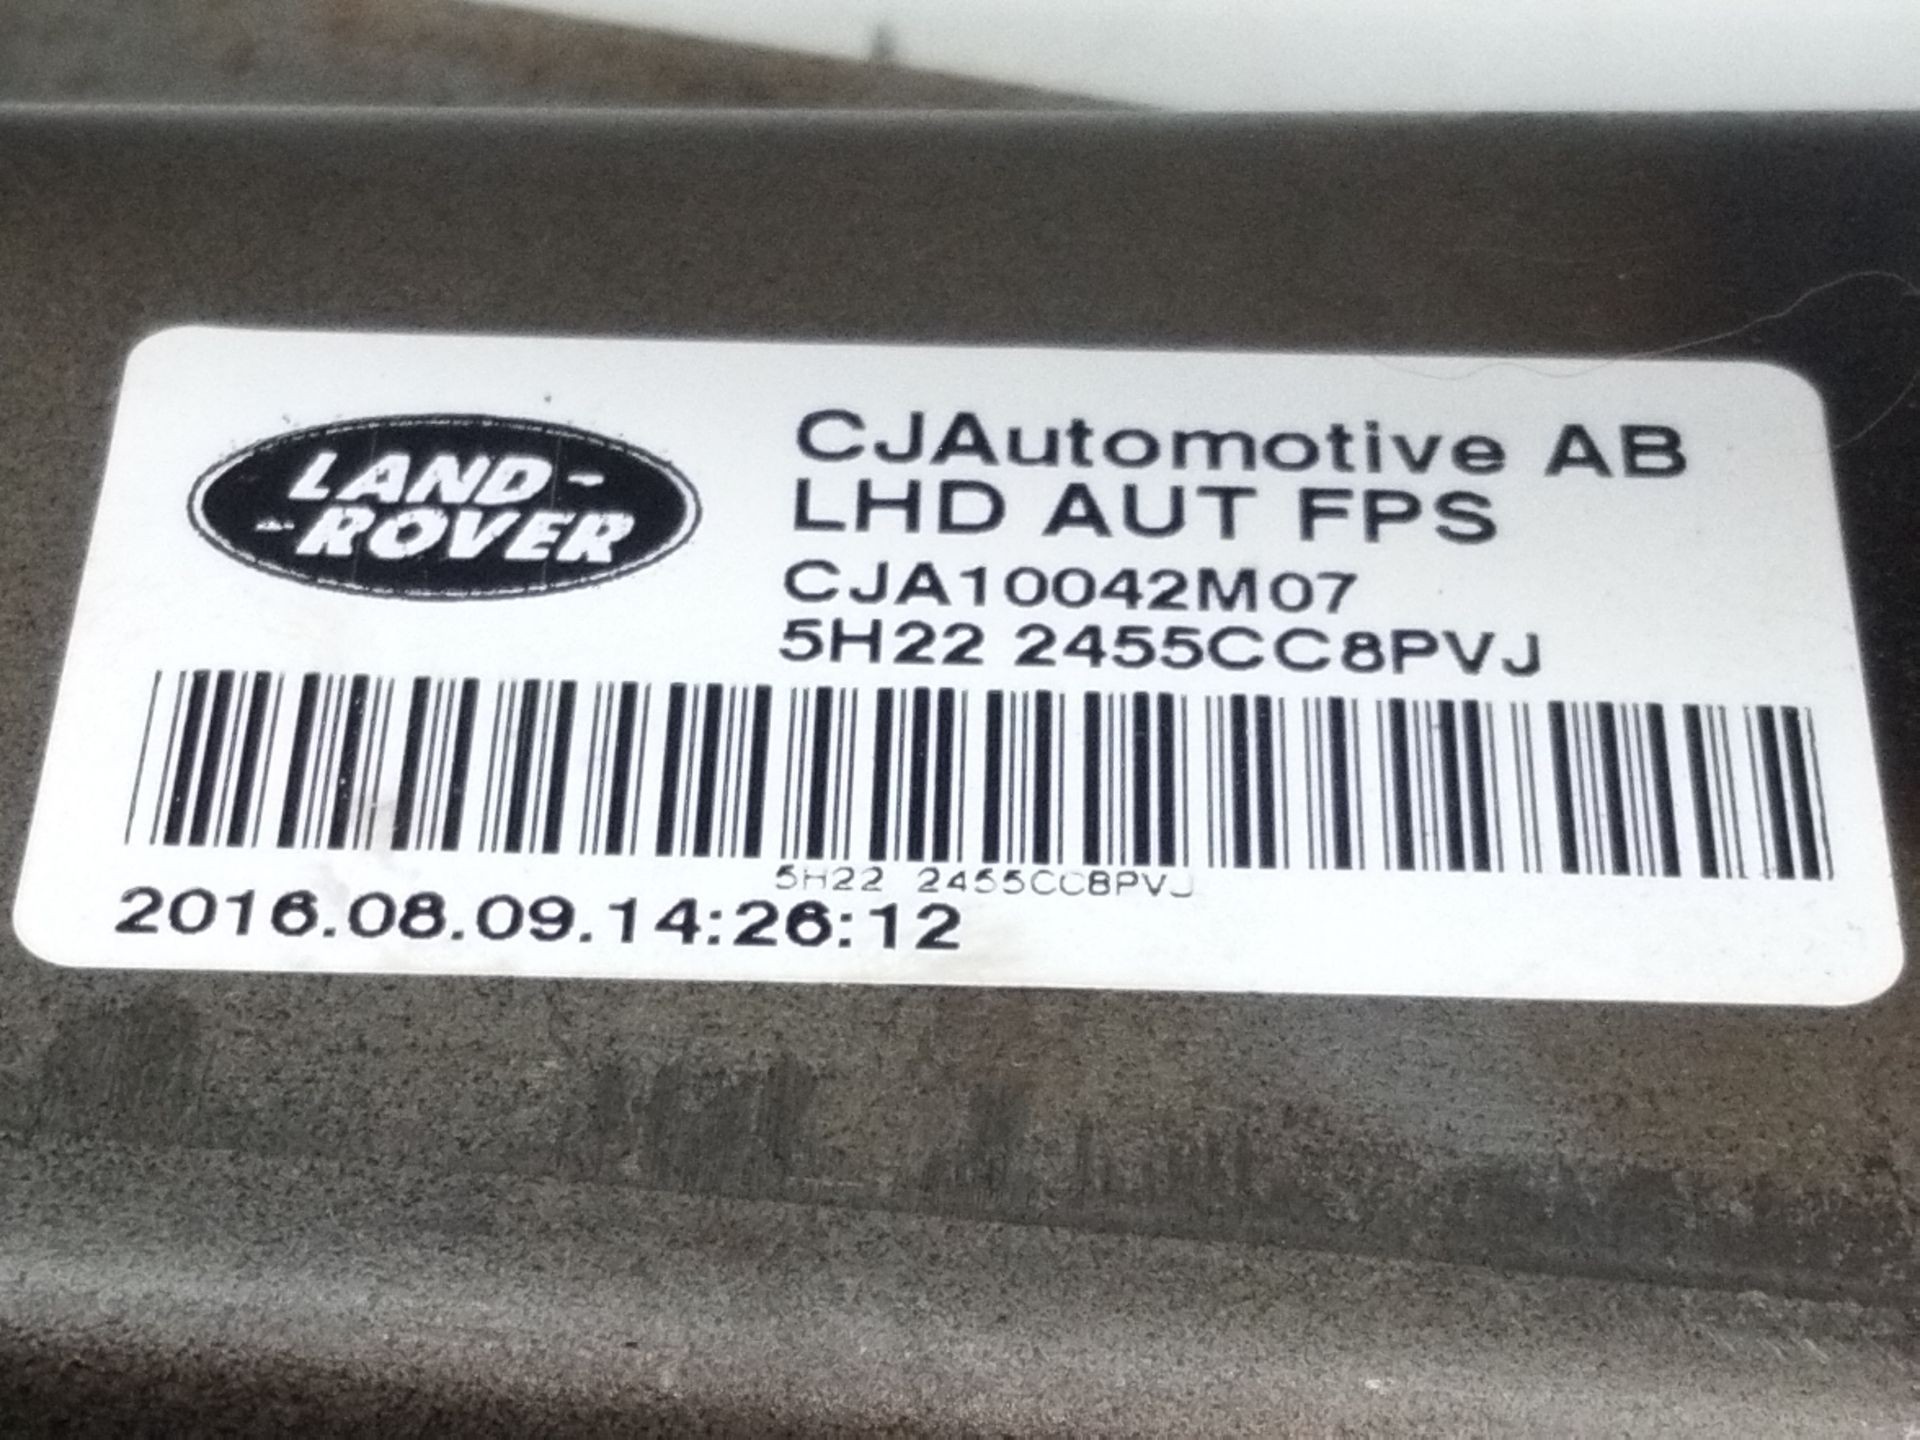 LAND-
-ROVER
CJAutomotive AB
LHD AUT FPS
CJA10042M07
5H22 2455CC8PVJ
5H22 2455CC8PVJ
2016.08.09.14:26:12